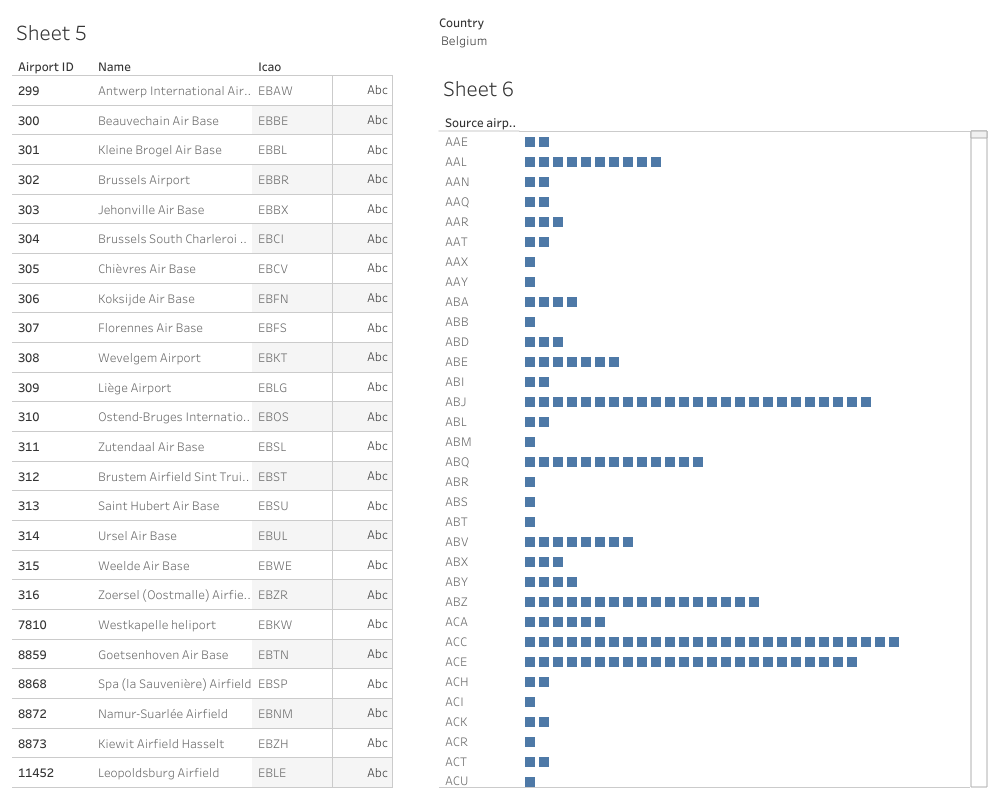 Sheet 5
Airport ID Name Icao
299 Antwerp International Air.. EBAW Abc
300 Beauvechain Air Base EBBE Abc
301 Kleine Brogel Air Base EBBL Abc
302 Brussels Airport EBBR Abc
303 Jehonville Air Base EBBX Abc
304 Brussels South Charleroi .. EBCI Abc
305 Chièvres Air Base EBCV Abc
306 Koksijde Air Base EBFN Abc
307 Florennes Air Base EBFS Abc
308 Wevelgem Airport EBKT Abc
309 Liège Airport EBLG Abc
310 Ostend-Bruges Internatio.. EBOS Abc
311 Zutendaal Air Base EBSL Abc
312 Brustem Airfield Sint Trui.. EBST Abc
313 Saint Hubert Air Base EBSU Abc
314 Ursel Air Base EBUL Abc
315 Weelde Air Base EBWE Abc
316 Zoersel (Oostmalle) Airfie.. EBZR Abc
7810 Westkapelle heliport EBKW Abc
8859 Goetsenhoven Air Base EBTN Abc
8868 Spa (la Sauvenière) Airfield EBSP Abc
8872 Namur-Suarlée Airfield EBNM Abc
8873 Kiewit Airfield Hasselt EBZH Abc
11452 Leopoldsburg Airfield EBLE Abc
Country
Belgium
Sheet 6
Source airp..
AAE
AAL
AAN
AAQ
AAR
AAT
AAX
AAY
ABA
ABB
ABD
ABE
ABI
ABJ
ABL
ABM
ABQ
ABR
ABS
ABT
ABV
ABX
ABY
ABZ
ACA
ACC
ACE
ACH
ACI
ACK
ACR
ACT
ACU